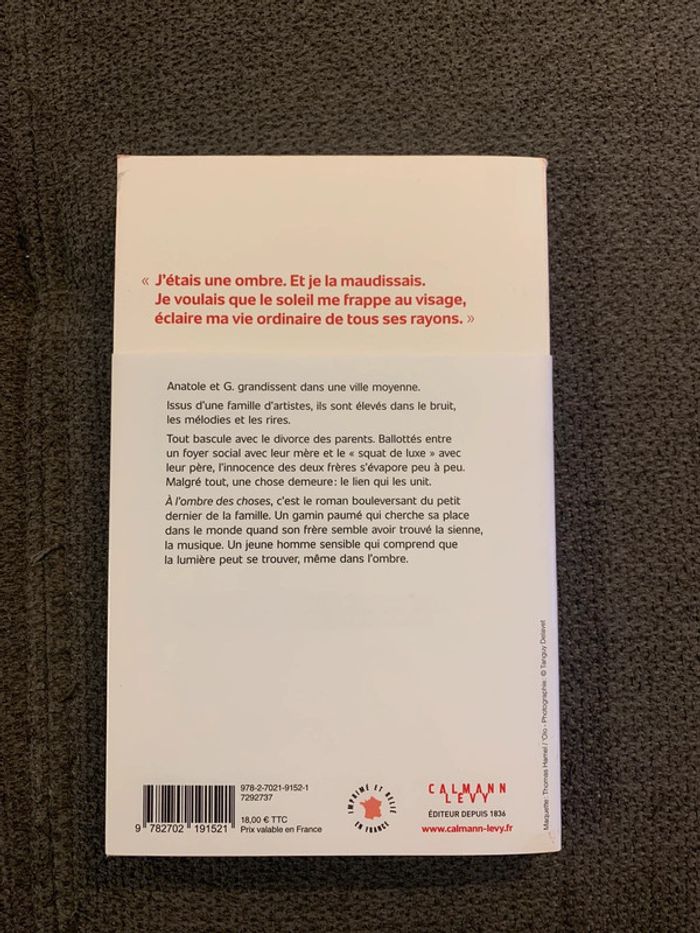 « J'étais une ombre. Et je la maudissais.
Je voulais que le soleil me frappe au visage,
éclaire ma vie ordinaire de tous ses rayons. »
Anatole et G. grandissent dans une ville moyenne.
Issus d'une famille d'artistes, ils sont élevés dans le bruit,
les mélodies et les rires.
Tout bascule avec le divorce des parents. Ballottés entre
un foyer social avec leur mère et le « squat de luxe » avec
leur père, l'innocence des deux frères s'évapore peu à peu.
Malgré tout, une chose demeure : le lien qui les unit.
À l'ombre des choses, c'est le roman bouleversant du petit
dernier de la famille. Un gamin paumé qui cherche sa place
dans le monde quand son frère semble avoir trouvé la sienne,
la musique. Un jeune homme sensible qui comprend que
la lumière peut se trouver, même dans l'ombre.
Maquette: Thomas Hamel / 'Olo - Photographie : © Tanguy Delavet
978-2-7021-9152-1
7292737
18,00 € TTC
Prix valable en France
9 782702 191521
IMPRIMÉ ET RELIÉ
EN FRANCE
CALMANN
LEVY
ÉDITEUR DEPUIS 1836
www.calmann-levy.fr